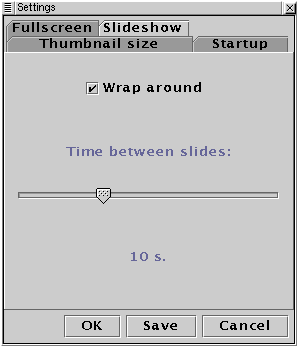 Settings
Fullscreen Slideshow
Thumbnail size Startup
Wrap around
Time between slides:
10 s.
OK Save Cancel